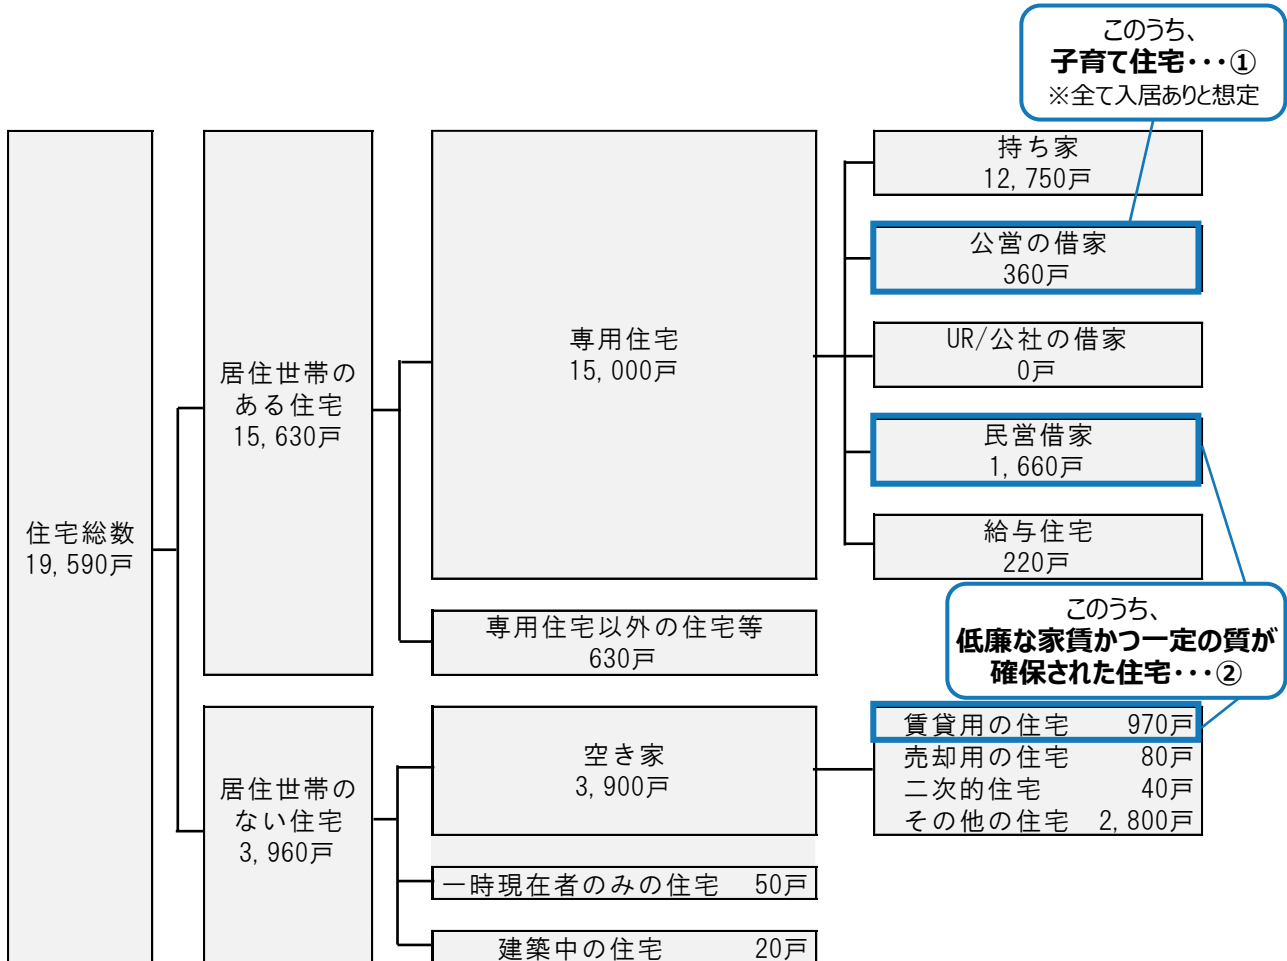 このうち、
子育て住宅・・・①
※全て入居ありと想定
住宅総数
19,590戸
居住世帯の
ある住宅
15,630戸
専用住宅
15,000戸
持ち家
12,750戸
公営の借家
360戸
UR/公社の借家
0戸
民営借家
1,660戸
給与住宅
220戸
専用住宅以外の住宅等
630戸
このうち、
低廉な家賃かつ一定の質が
確保された住宅・・・②
居住世帯の
ない住宅
3,960戸
空き家
3,900戸
賃貸用の住宅 970戸
売却用の住宅 80戸
二次的住宅 40戸
その他の住宅 2,800戸
一時現在者のみの住宅 50戸
建築中の住宅 20戸